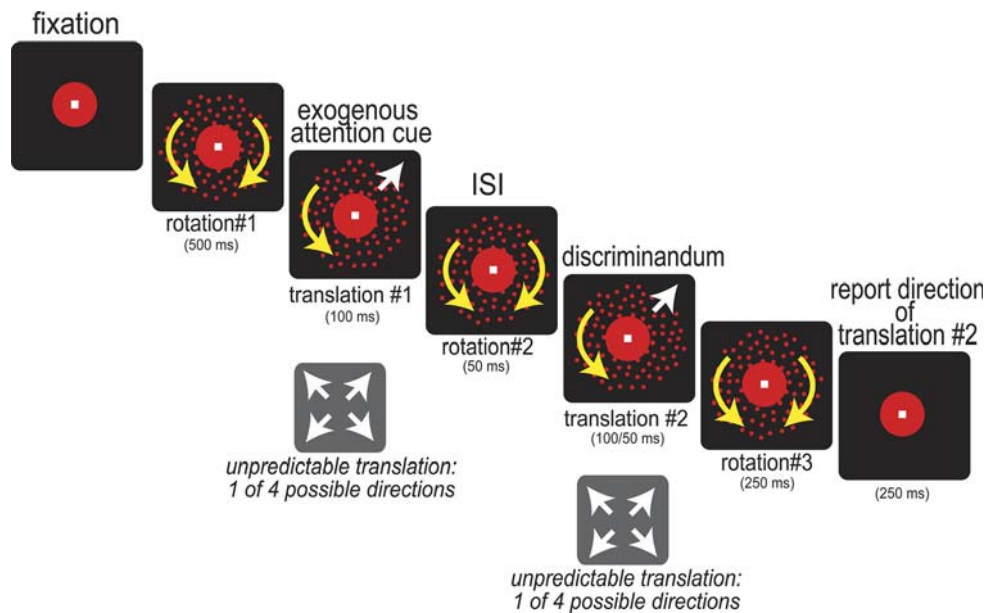 fixation
rotation#1
(500 ms)
exogenous
attention cue
translation #1
(100 ms)
unpredictable translation:
1 of 4 possible directions
ISI
rotation#2
(50 ms)
discriminandum
translation #2
(100/50 ms)
unpredictable translation:
1 of 4 possible directions
rotation#3
(250 ms)
report direction
of
translation #2
(250 ms)